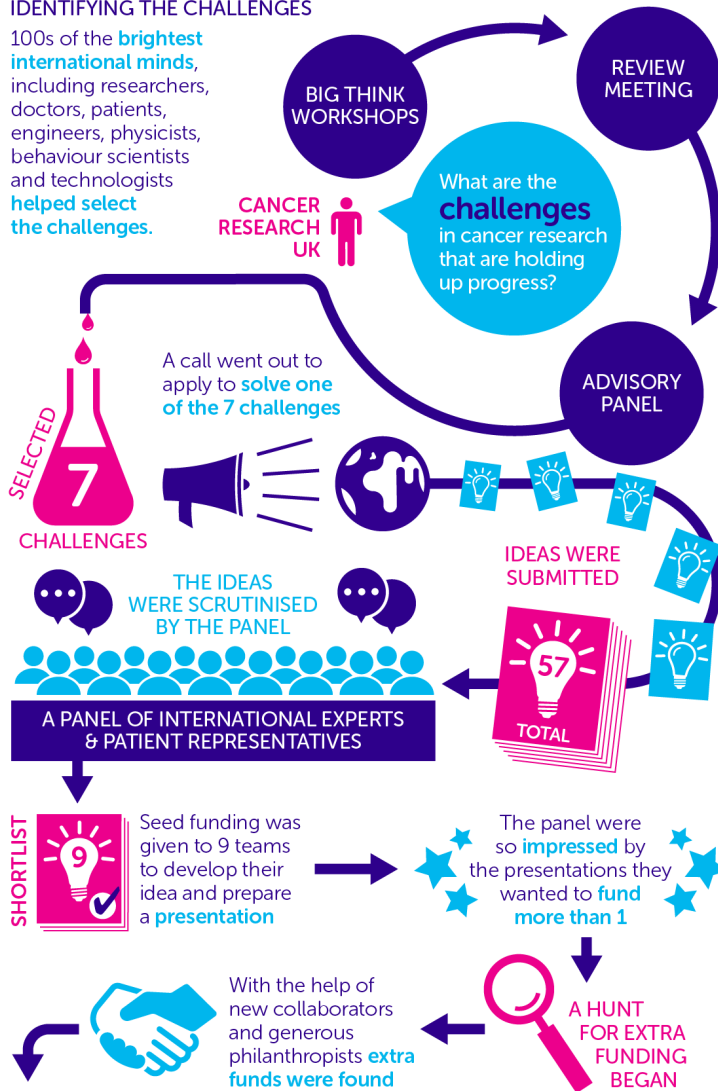 IDENTIFYING THE CHALLENGES
100s of the brightest
international minds,
including researchers,
doctors, patients,
engineers, physicists,
behaviour scientists
and technologists
helped select
the challenges.
BIG THINK
WORKSHOPS
REVIEW
MEETING
CANCER
RESEARCH
UK
What are the
challenges
in cancer research
that are holding
up progress?
ADVISORY
PANEL
SELECTED
7
CHALLENGES
A call went out to
apply to solve one
of the 7 challenges
IDEAS WERE
SUBMITTED
57
TOTAL
THE IDEAS
WERE SCRUTINISED
BY THE PANEL
A PANEL OF INTERNATIONAL EXPERTS
& PATIENT REPRESENTATIVES
SHORTLIST
9
Seed funding was
given to 9 teams
to develop their
idea and prepare
a presentation
The panel were
so impressed by
the presentations they
wanted to fund
more than 1
A HUNT
FOR EXTRA
FUNDING
BEGAN
With the help of
new collaborators
and generous
philanthropists extra
funds were found